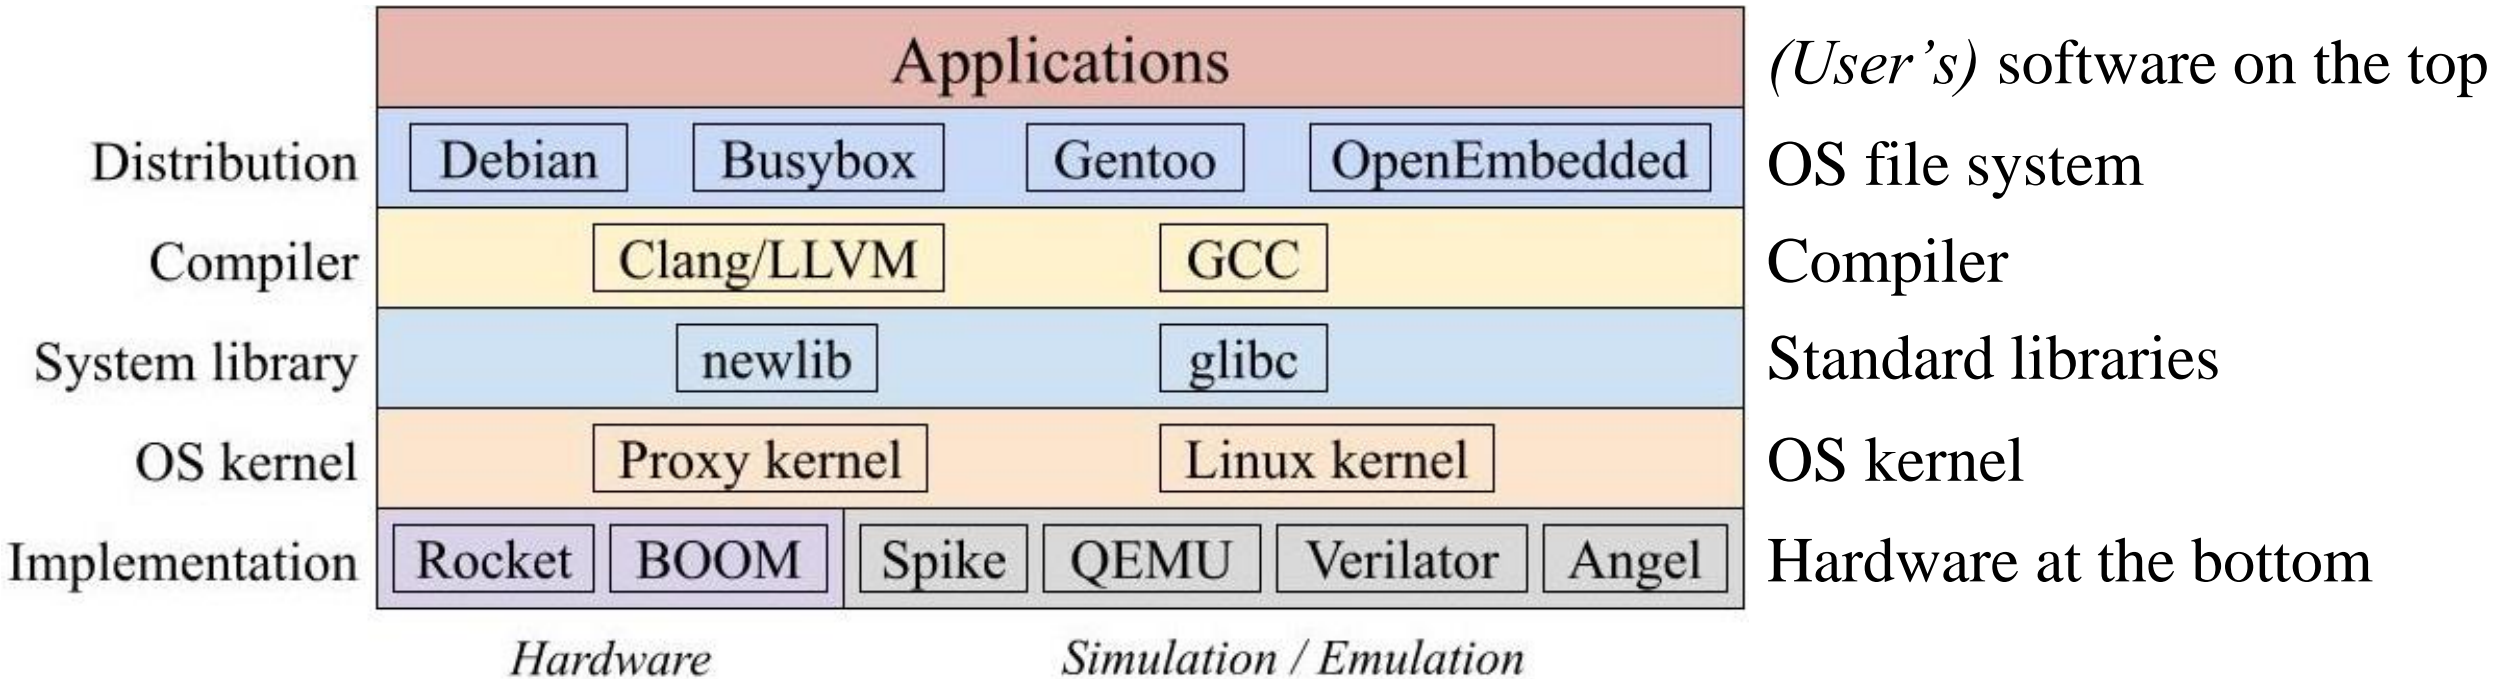 Applications (User's) software on the top
Distribution Debian Busybox Gentoo OpenEmbedded OS file system
Compiler Clang/LLVM GCC Compiler
System library newlib glibc Standard libraries
OS kernel Proxy kernel Linux kernel OS kernel
Implementation Rocket BOOM Spike QEMU Verilator Angel Hardware at the bottom
Hardware Simulation / Emulation